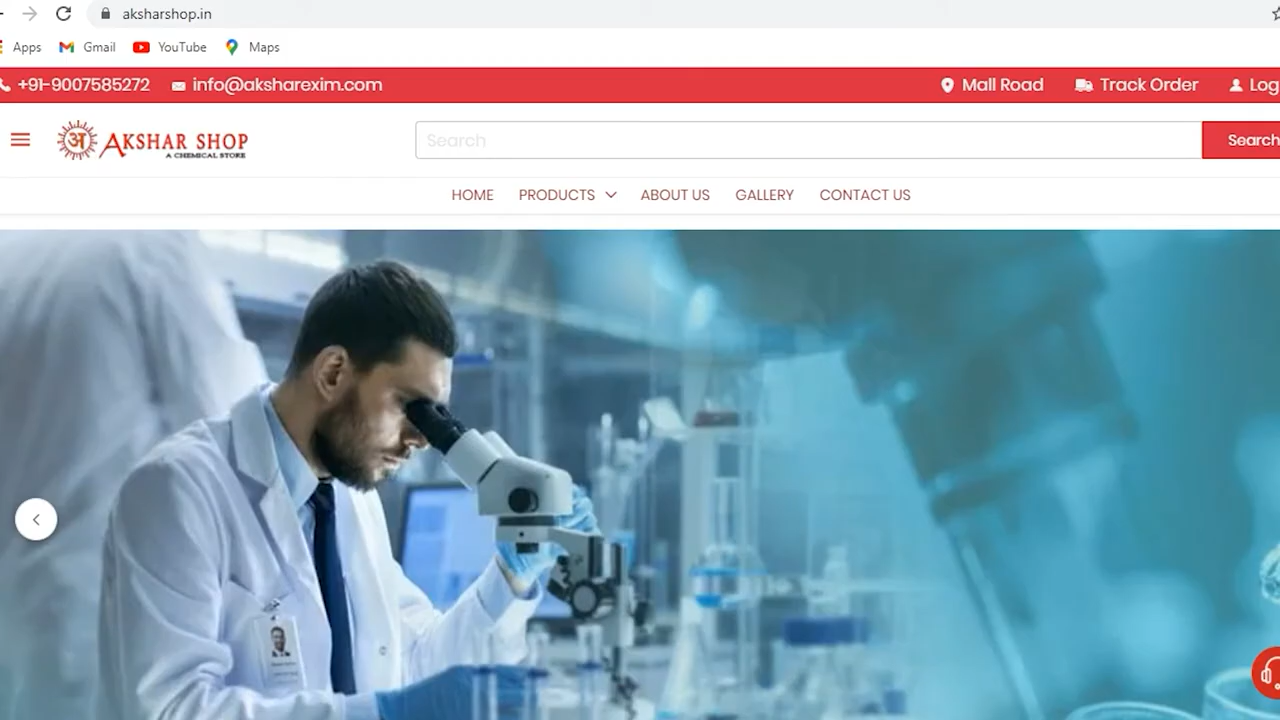 aksharshop.in
Apps Gmail YouTube Maps
+91-9007585272 info@aksharexim.com Mall Road Track Order Log
अ AKSHAR SHOP
A CHEMICAL STORE
Search Search
HOME PRODUCTS ABOUT US GALLERY CONTACT US